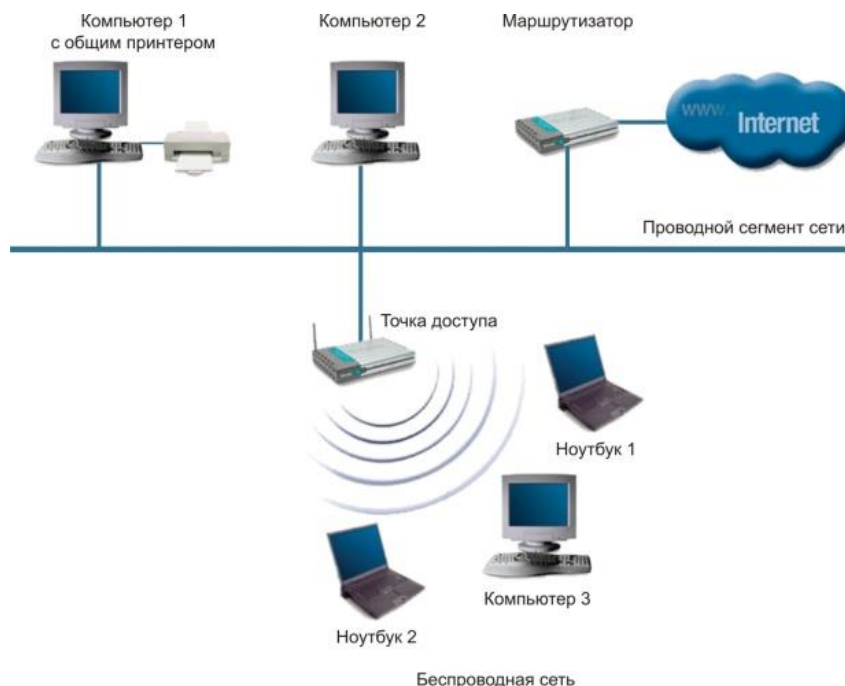 Компьютер 1
с общим принтером
Компьютер 2
Маршрутизатор
www.
Internet
Проводной сегмент сети
Точка доступа
Ноутбук 1
Компьютер 3
Ноутбук 2
Беспроводная сеть